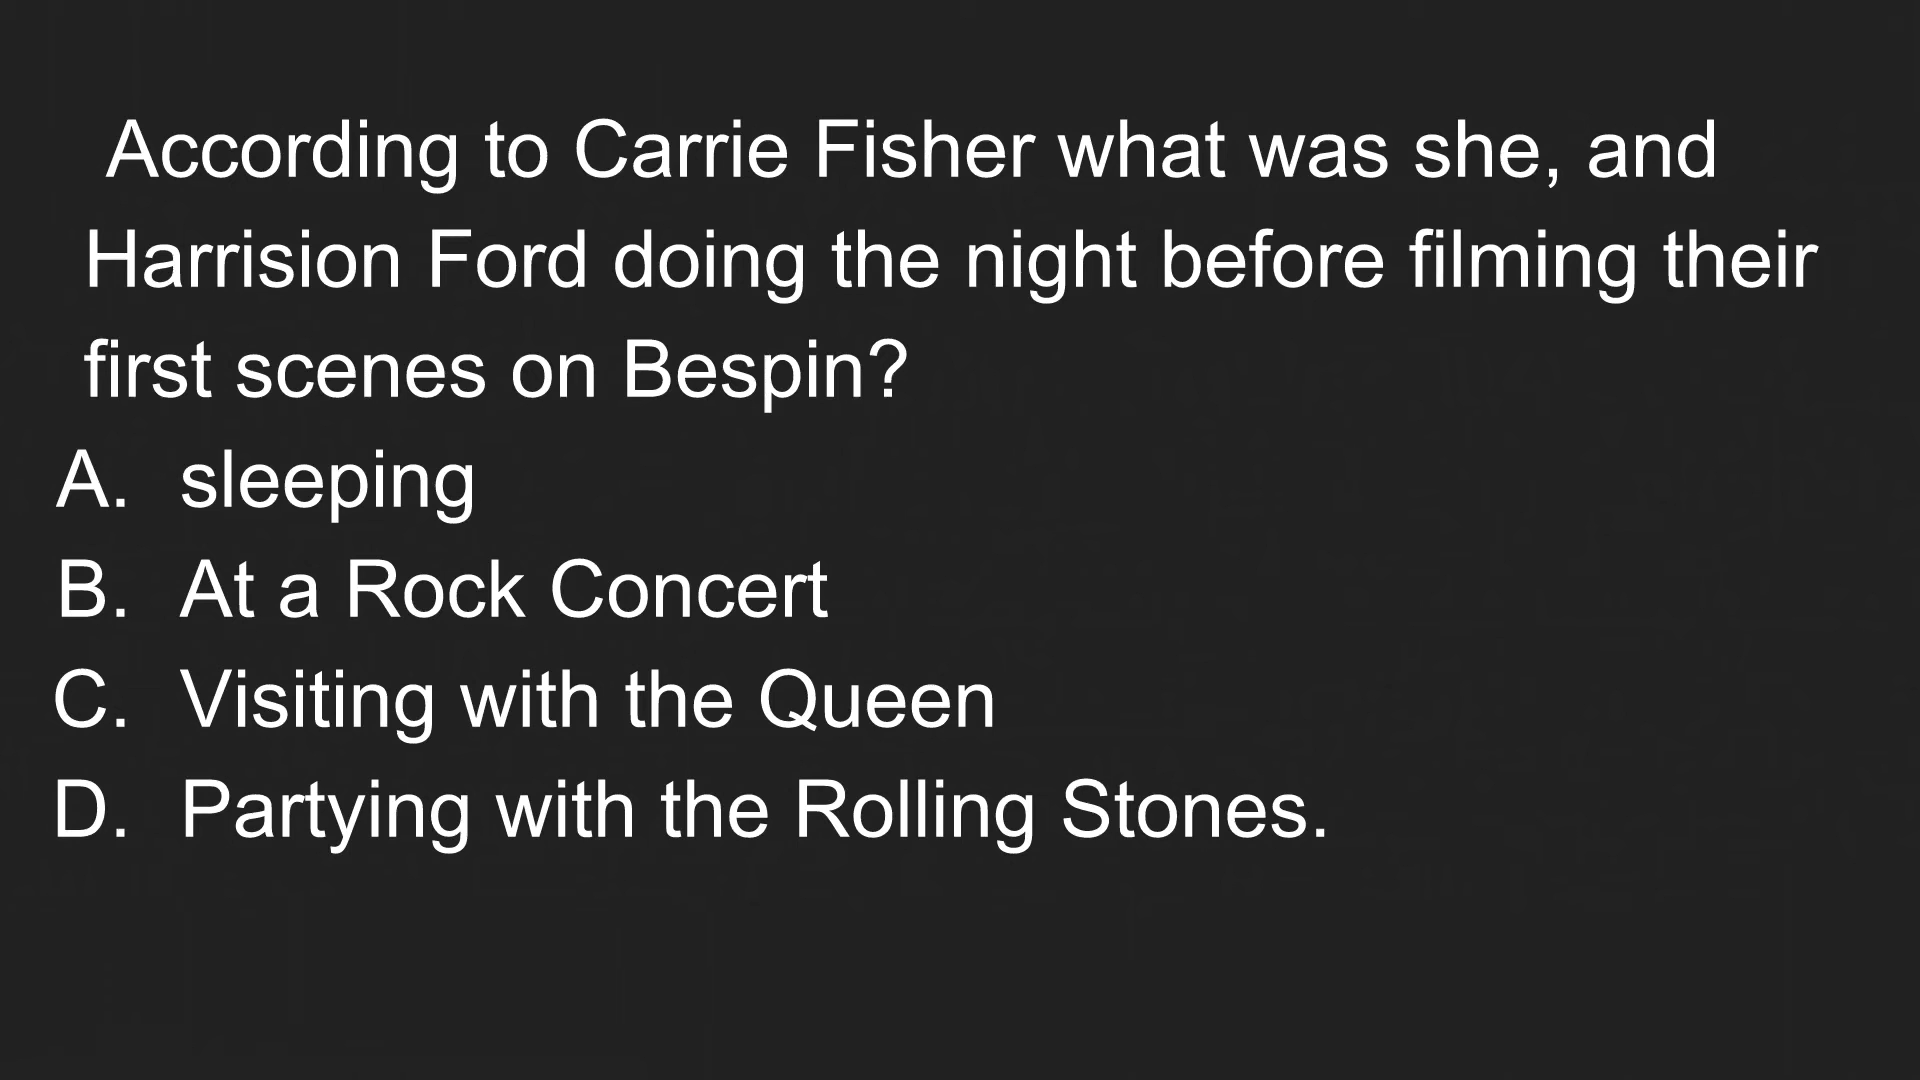 According to Carrie Fisher what was she, and
Harrision Ford doing the night before filming their
first scenes on Bespin?
A. sleeping
B. At a Rock Concert
C. Visiting with the Queen
D. Partying with the Rolling Stones.